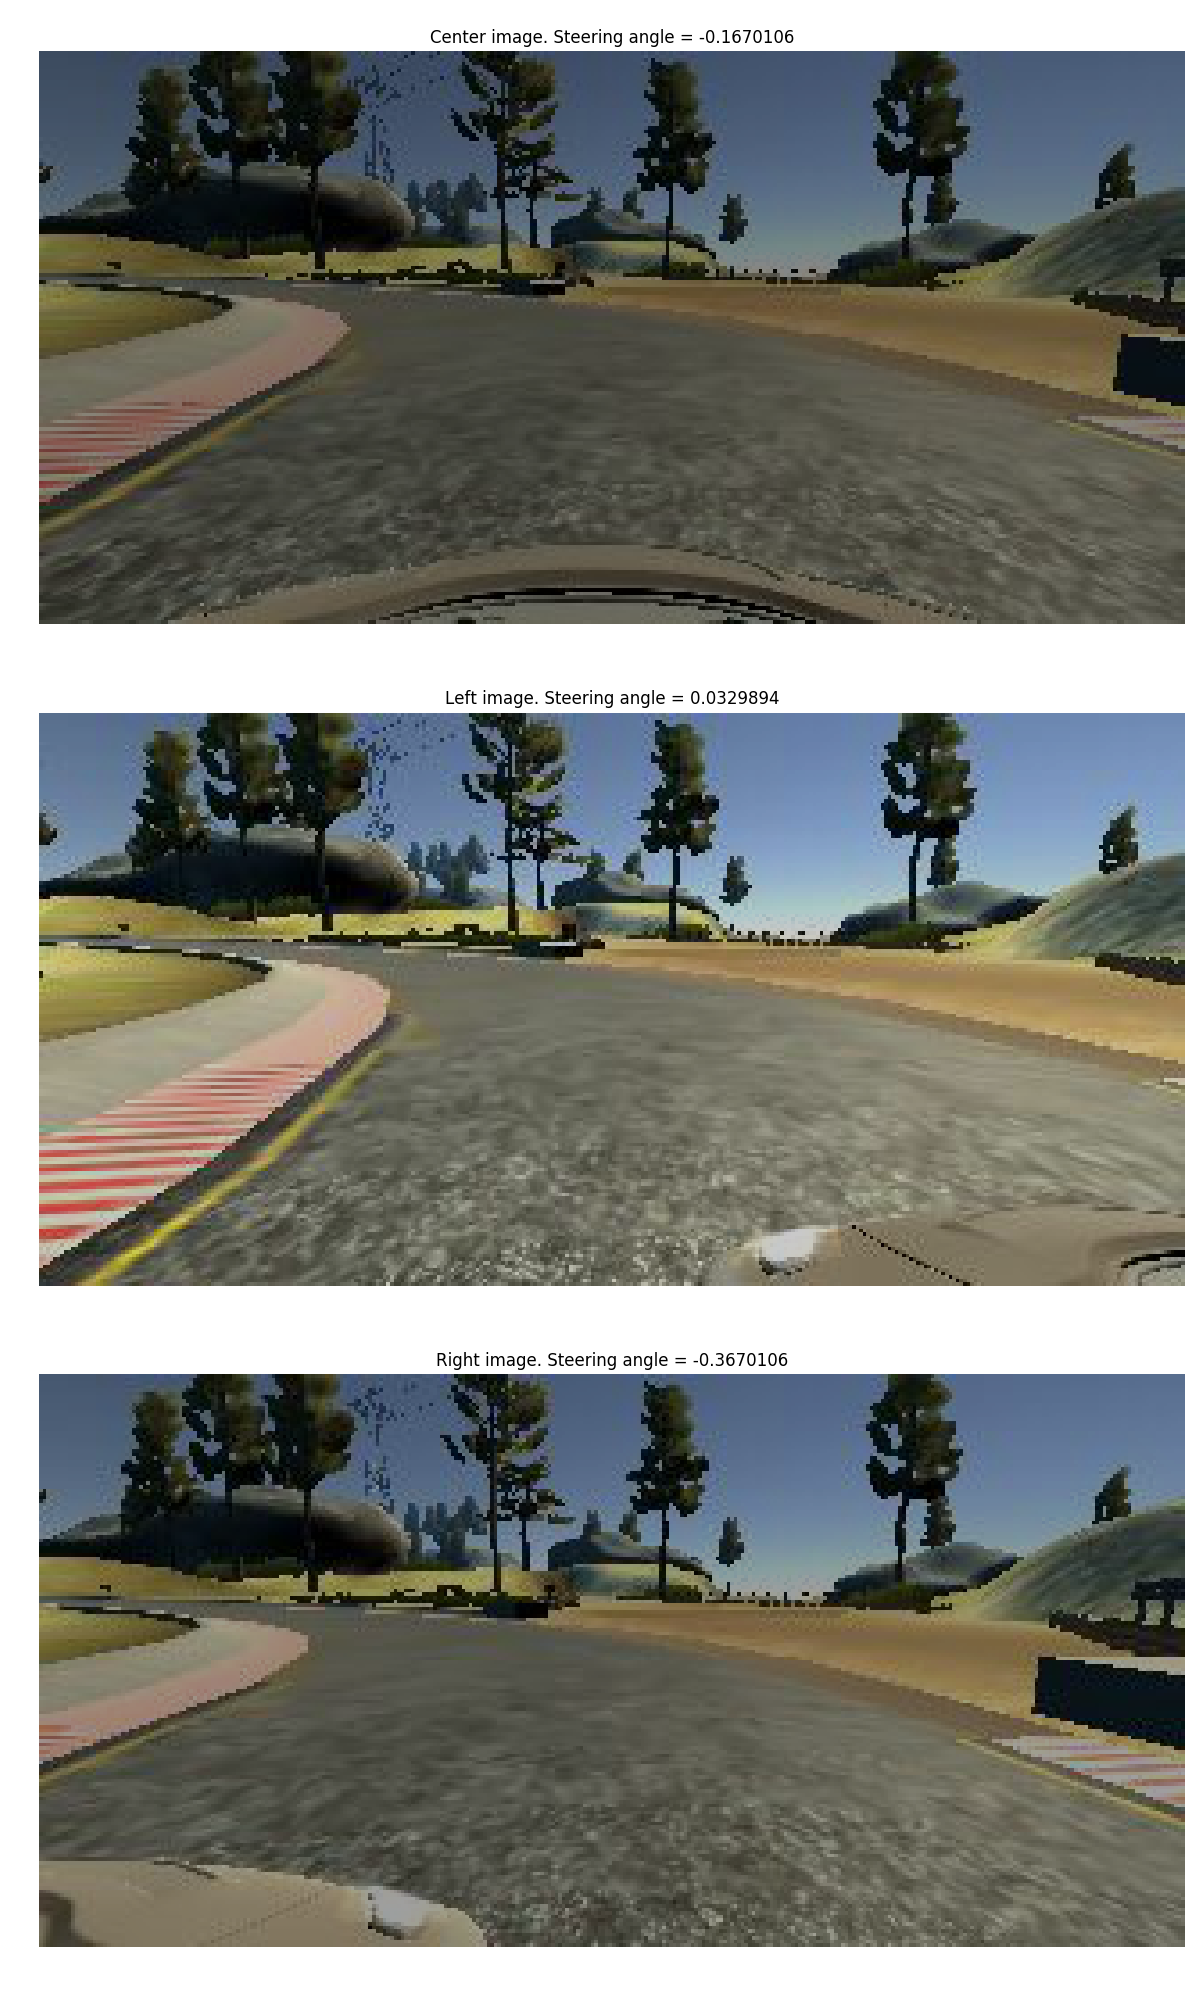 Center image. Steering angle = -0.1670106
Left image. Steering angle = 0.0329894
Right image. Steering angle = -0.3670106